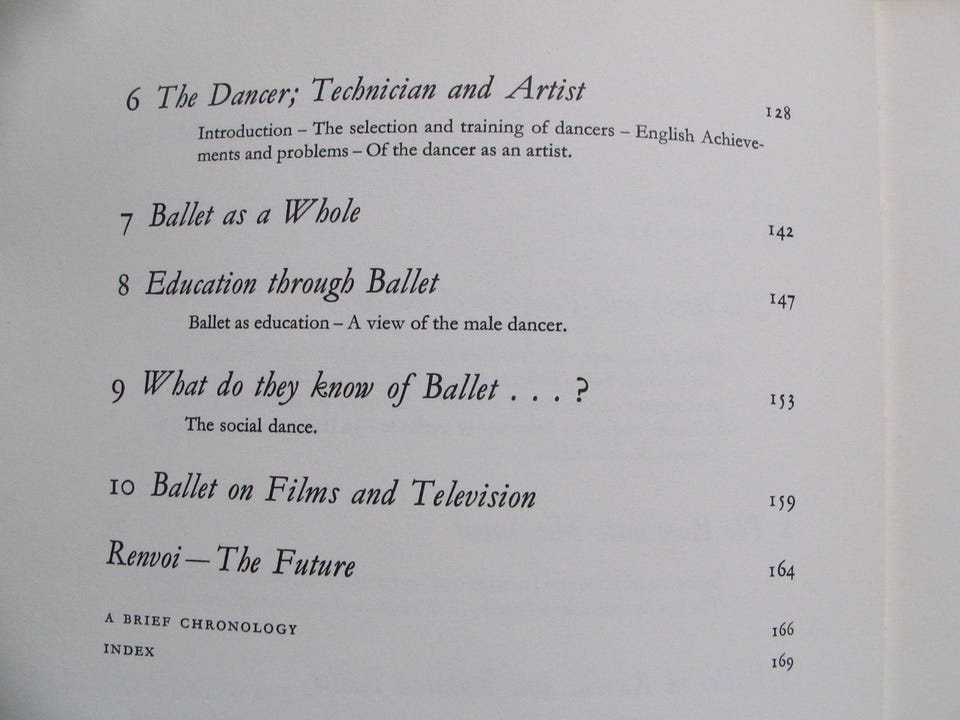 6 The Dancer; Technician and Artist 128
Introduction – The selection and training of dancers – English Achieve-
ments and problems – Of the dancer as an artist.
7 Ballet as a Whole 142
8 Education through Ballet 147
Ballet as education – A view of the male dancer.
9 What do they know of Ballet . . . ? 153
The social dance.
10 Ballet on Films and Television 159
Renvoi — The Future 164
A BRIEF CHRONOLOGY 166
INDEX 169